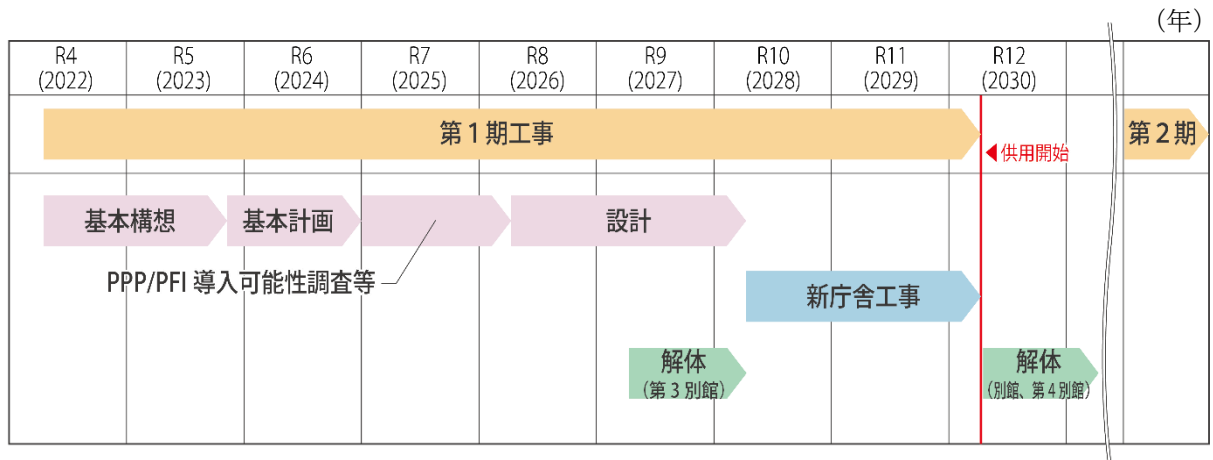 （年）
R4 R5 R6 R7 R8 R9 R10 R11 R12
(2022) (2023) (2024) (2025) (2026) (2027) (2028) (2029) (2030)
第１期工事 第２期
供用開始
基本構想 基本計画 設計
PPP/PFI 導入可能性調査等
新庁舎工事
解体
（第３別館）
解体
（別館、第４別館）